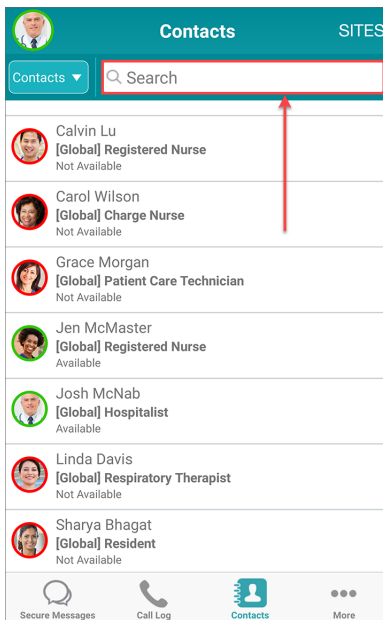 Contacts
SITES
Contacts
Search
Calvin Lu
[Global] Registered Nurse
Not Available
Carol Wilson
[Global] Charge Nurse
Not Available
Grace Morgan
[Global] Patient Care Technician
Not Available
Jen McMaster
[Global] Registered Nurse
Available
Josh McNab
[Global] Hospitalist
Available
Linda Davis
[Global] Respiratory Therapist
Not Available
Sharya Bhagat
[Global] Resident
Not Available
Secure Messages
Call Log
Contacts
More